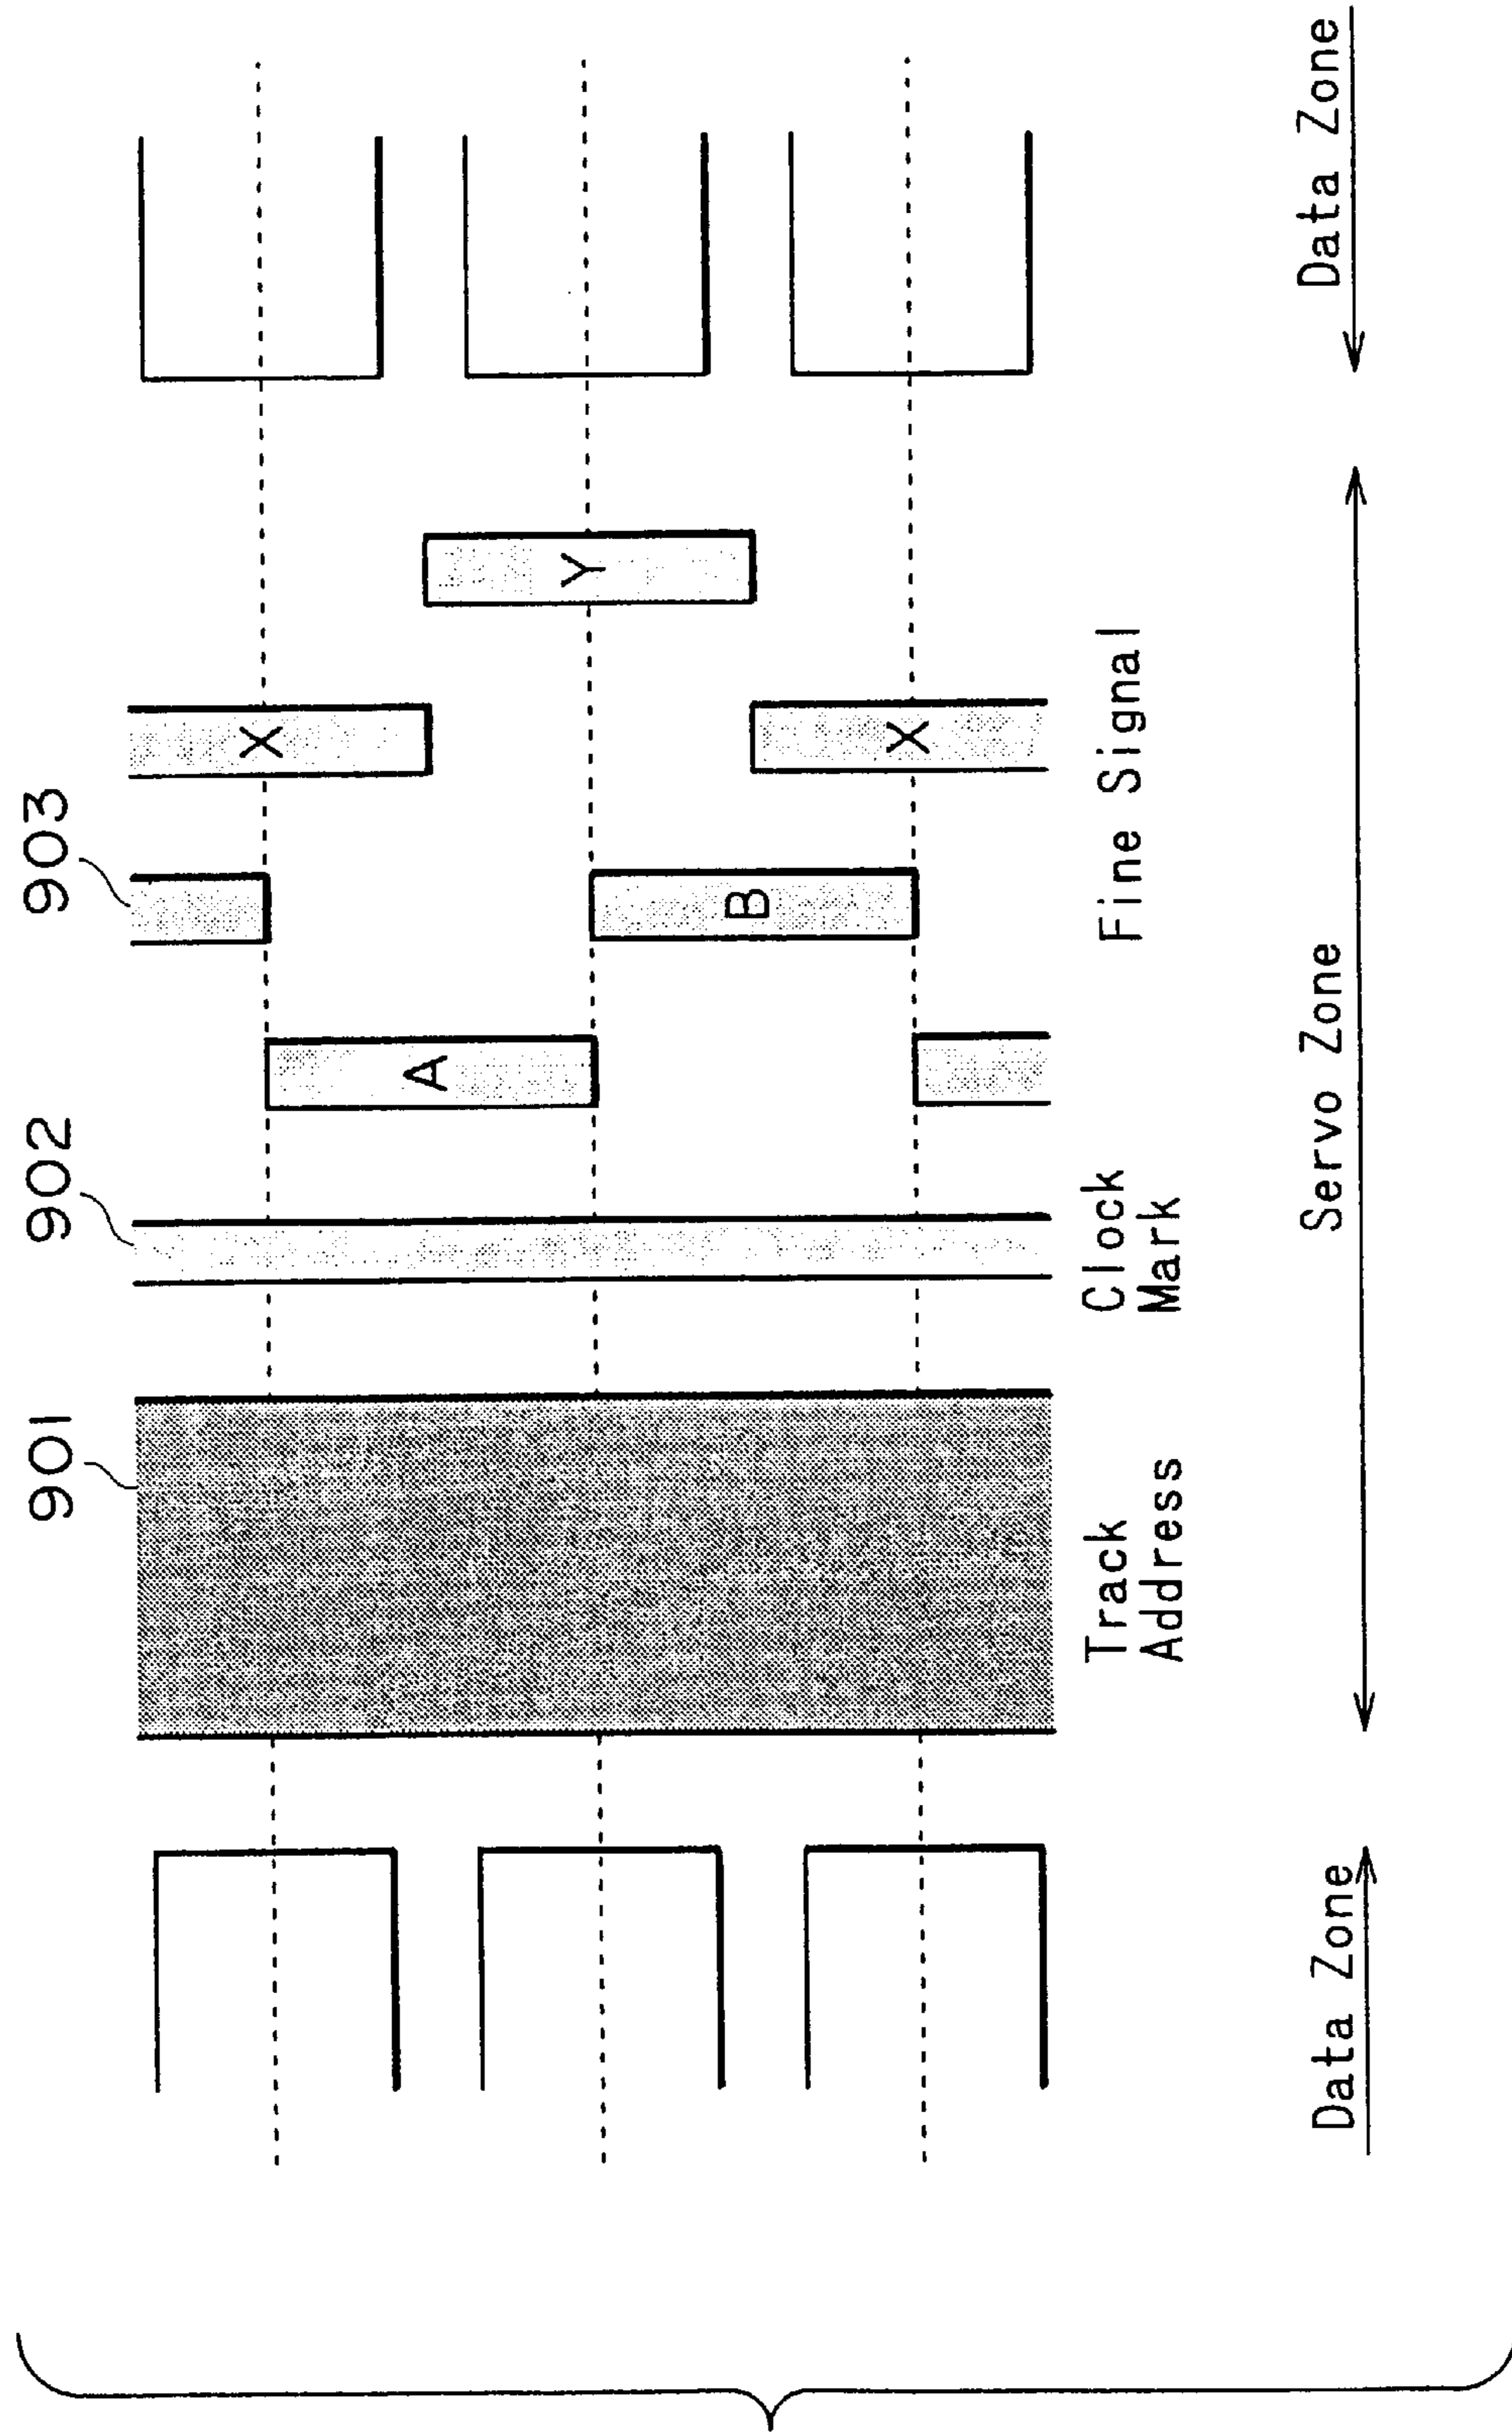 901
902
903
A
B
X
X
Y
Track
Address
Clock
Mark
Fine Signal
Data Zone
Servo Zone
Data Zone